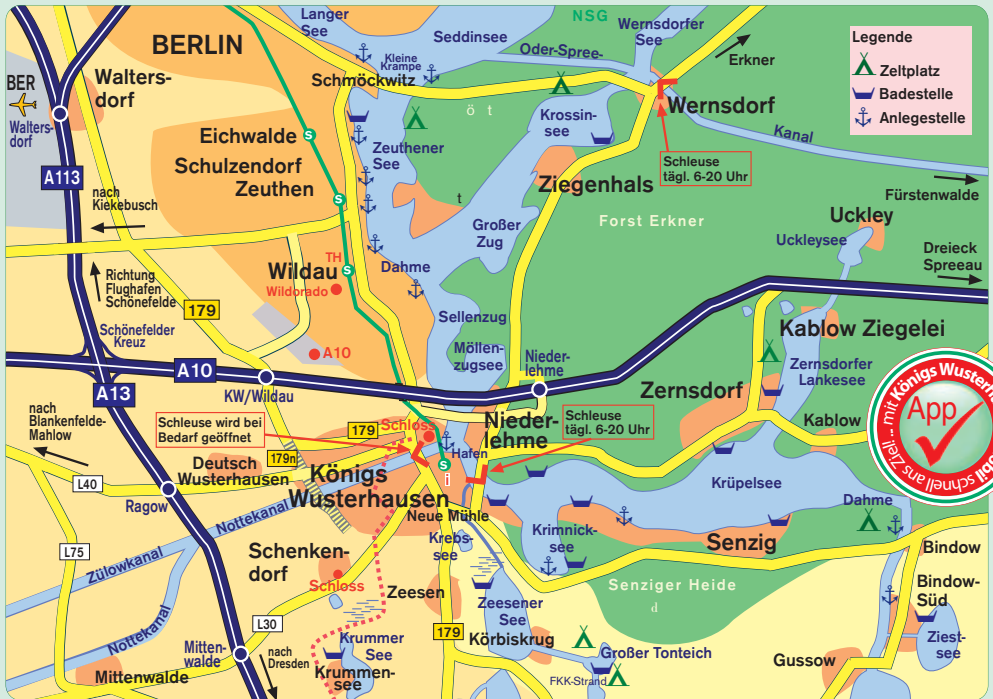 Langer
See
Seddinsee
NSG
Wernsdorfer
See
Oder-Spree-
Erkner
Legende
Zeltplatz
Badestelle
Anlegestelle
BERLIN
Kleine
Krampe
Schmöckwitz
BER
Walters-
dorf
Walters-
dorf
ö t
Krossin-
see
Wernsdorf
Kanal
Eichwalde
Zeuthener
See
Schulzendorf
Zeuthen
Schleuse
tägl. 6-20 Uhr
A113
Ziegenhals
nach
Kiekebusch
t
Fürstenwalde
Großer
Zug
Forst Erkner
Uckley
Uckleysee
Dreieck
Spreeau
TH
Wildau
Dahme
Wildorado
Richtung
Flughafen
Schönefelde
179
Sellenzug
Schönefelder
Kreuz
Kablow Ziegelei
A10
Möllen-
zugsee
Nieder-
lehme
A10
Zernsdorfer
Lankesee
A13
KW/Wildau
Zernsdorf
... mit Königs Wusterh
App
obil schnell ans Ziel!
nach
Blankenfelde-
Mahlow
Schleuse wird bei
Bedarf geöffnet
179
Schloss
Nieder-
lehme
Schleuse
tägl. 6-20 Uhr
Kablow
Hafen
179n
Deutsch
Wusterhausen
Königs
Wusterhausen
i
L40
Ragow
Krüpelsee
Dahme
Nottekanal
Neue Mühle
Krimnick-
see
Krebs-
see
Senzig
Bindow
L75
Zülowkanal
Schenken-
dorf
Schloss
Zeesen
Senziger Heide
d
Bindow-
Süd
Zeesener
See
Nottekanal
L30
179
Körbiskrug
Ziest-
see
Mitten-
walde
nach
Dresden
Krummer
See
Großer Tonteich
Gussow
Mittenwalde
Krummen-
see
FKK-Strand
S
S
S
S